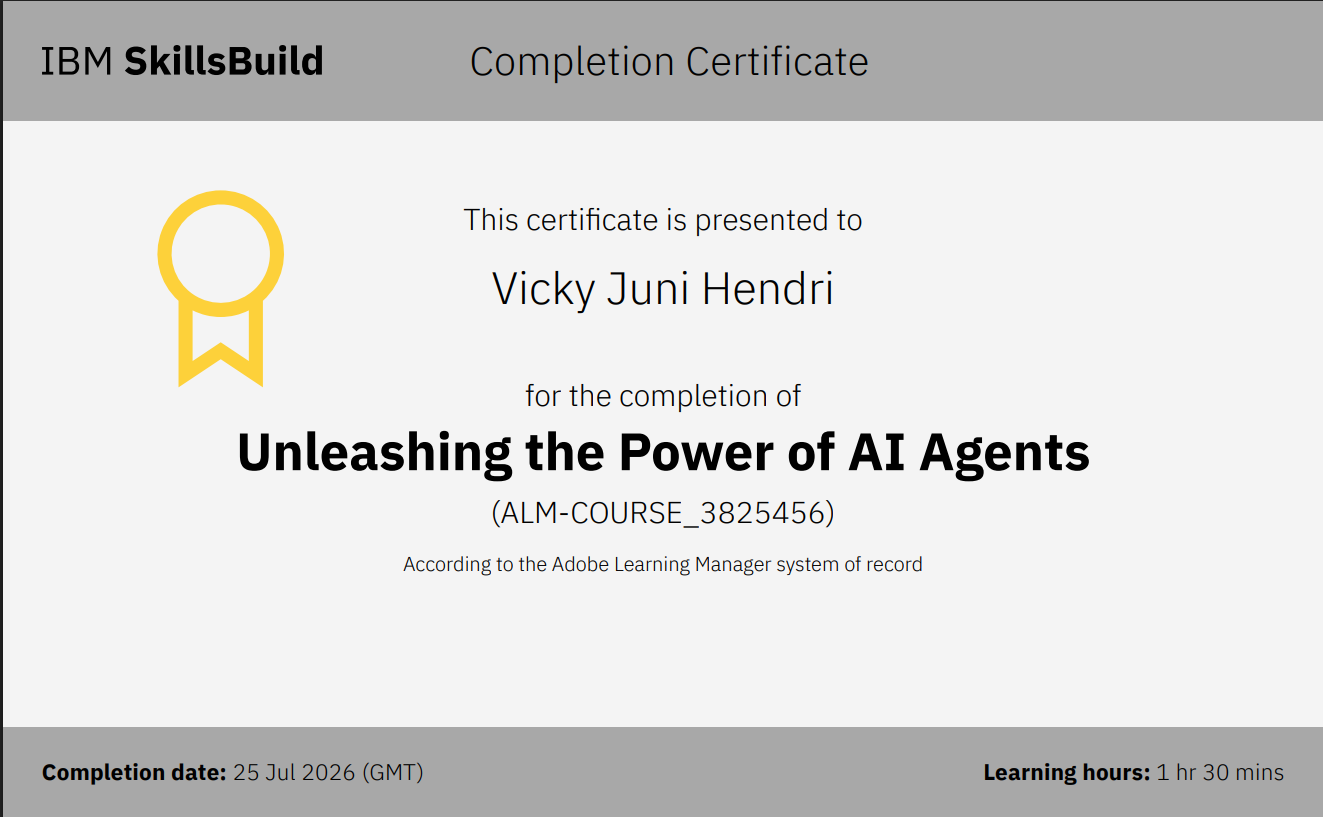 IBM SkillsBuild
Completion Certificate
This certificate is presented to
Vicky Juni Hendri
for the completion of
Unleashing the Power of AI Agents
(ALM-COURSE_3825456)
According to the Adobe Learning Manager system of record
Completion date: 25 Jul 2026 (GMT)
Learning hours: 1 hr 30 mins